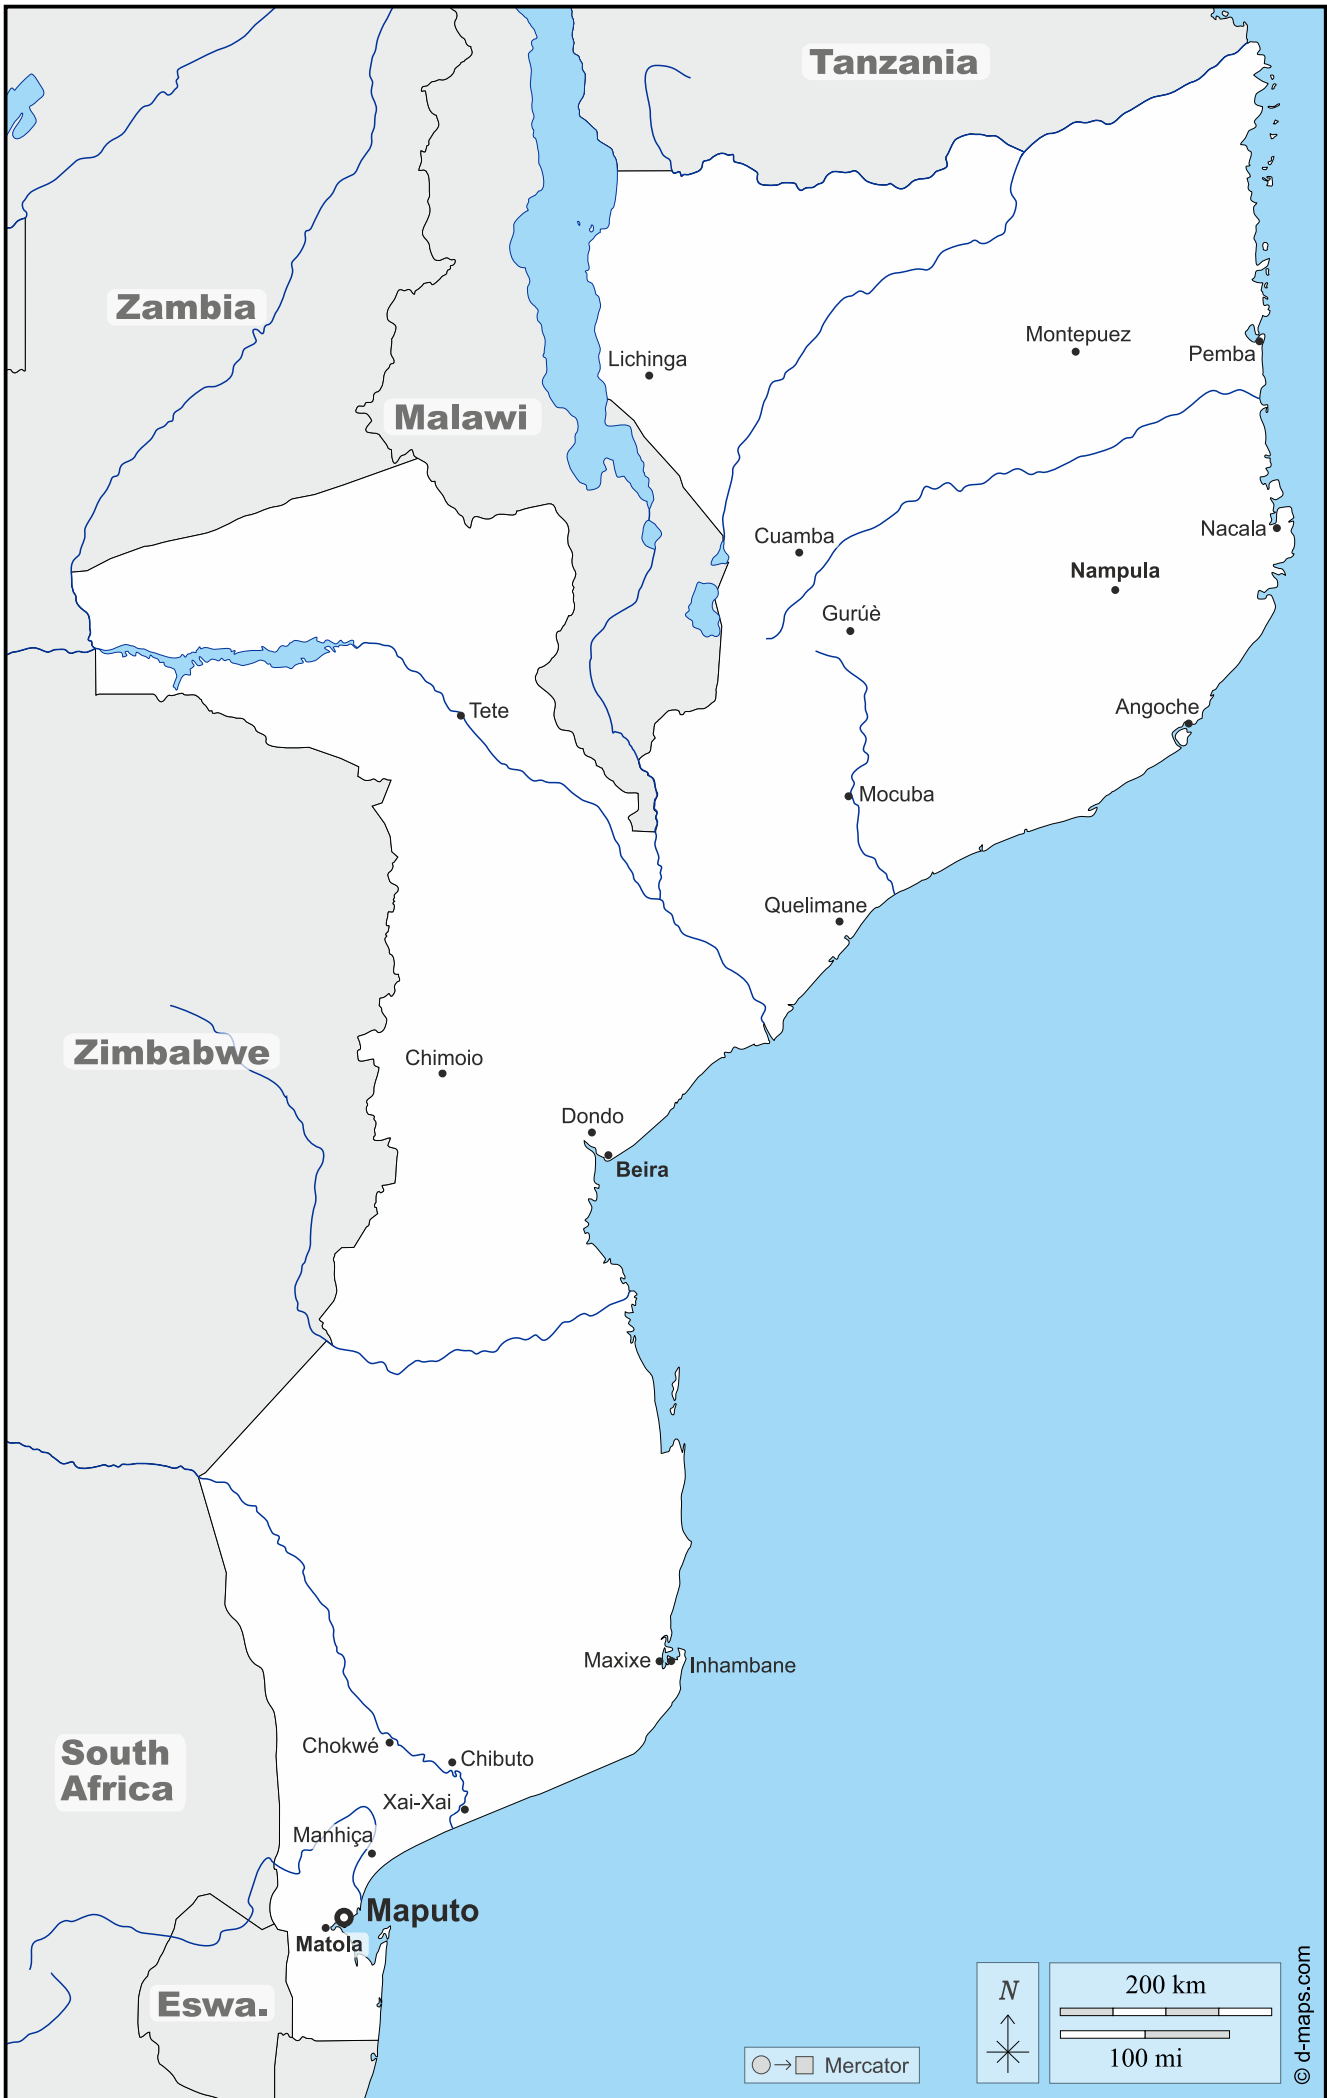 Tanzania
Zambia
Montepuez
Pemba
Lichinga
Malawi
Nacala
Cuamba
Nampula
Gurúè
Tete
Angoche
Mocuba
Quelimane
Zimbabwe
Chimoio
Dondo
Beira
Maxixe
Inhambane
South
Africa
Chokwé
Chibuto
Xai-Xai
Manhiça
Maputo
Matola
Eswa.
N
200 km
100 mi
Mercator
© d-maps.com